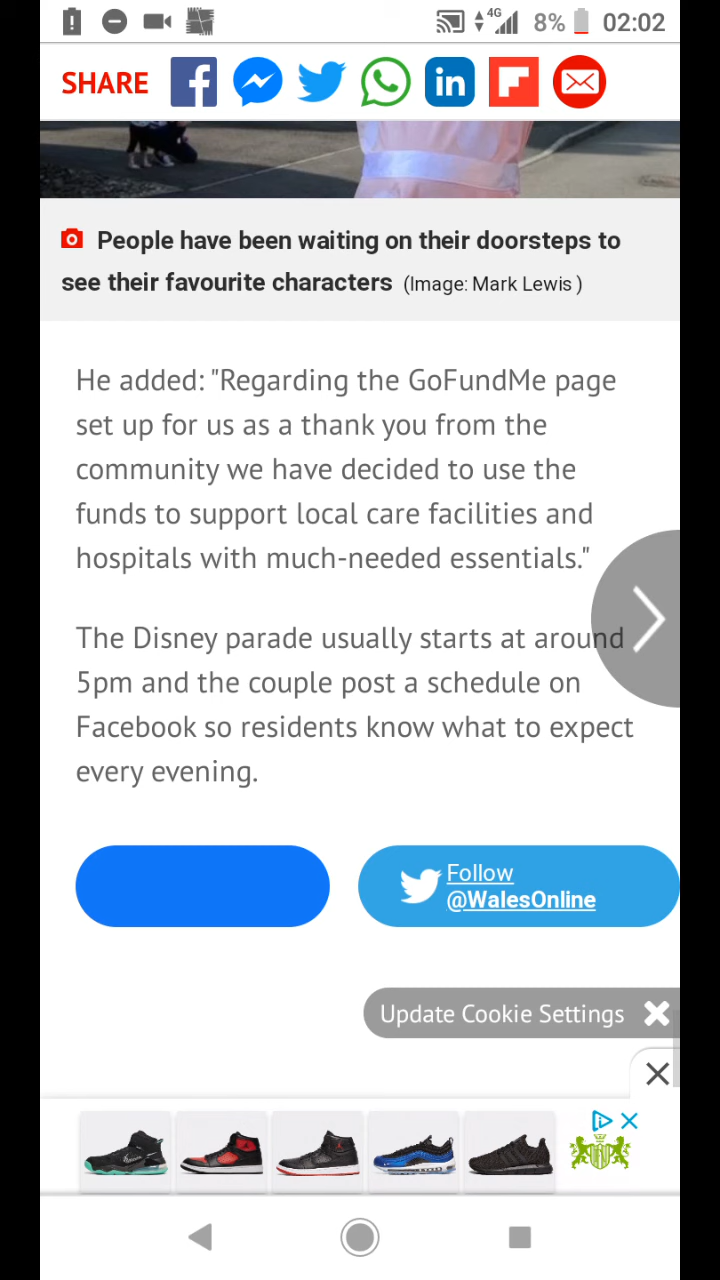 4G 8% 02:02
SHARE
People have been waiting on their doorsteps to
see their favourite characters (Image: Mark Lewis )
He added: "Regarding the GoFundMe page
set up for us as a thank you from the
community we have decided to use the
funds to support local care facilities and
hospitals with much-needed essentials."
The Disney parade usually starts at around
5pm and the couple post a schedule on
Facebook so residents know what to expect
every evening.
Follow
@WalesOnline
Update Cookie Settings